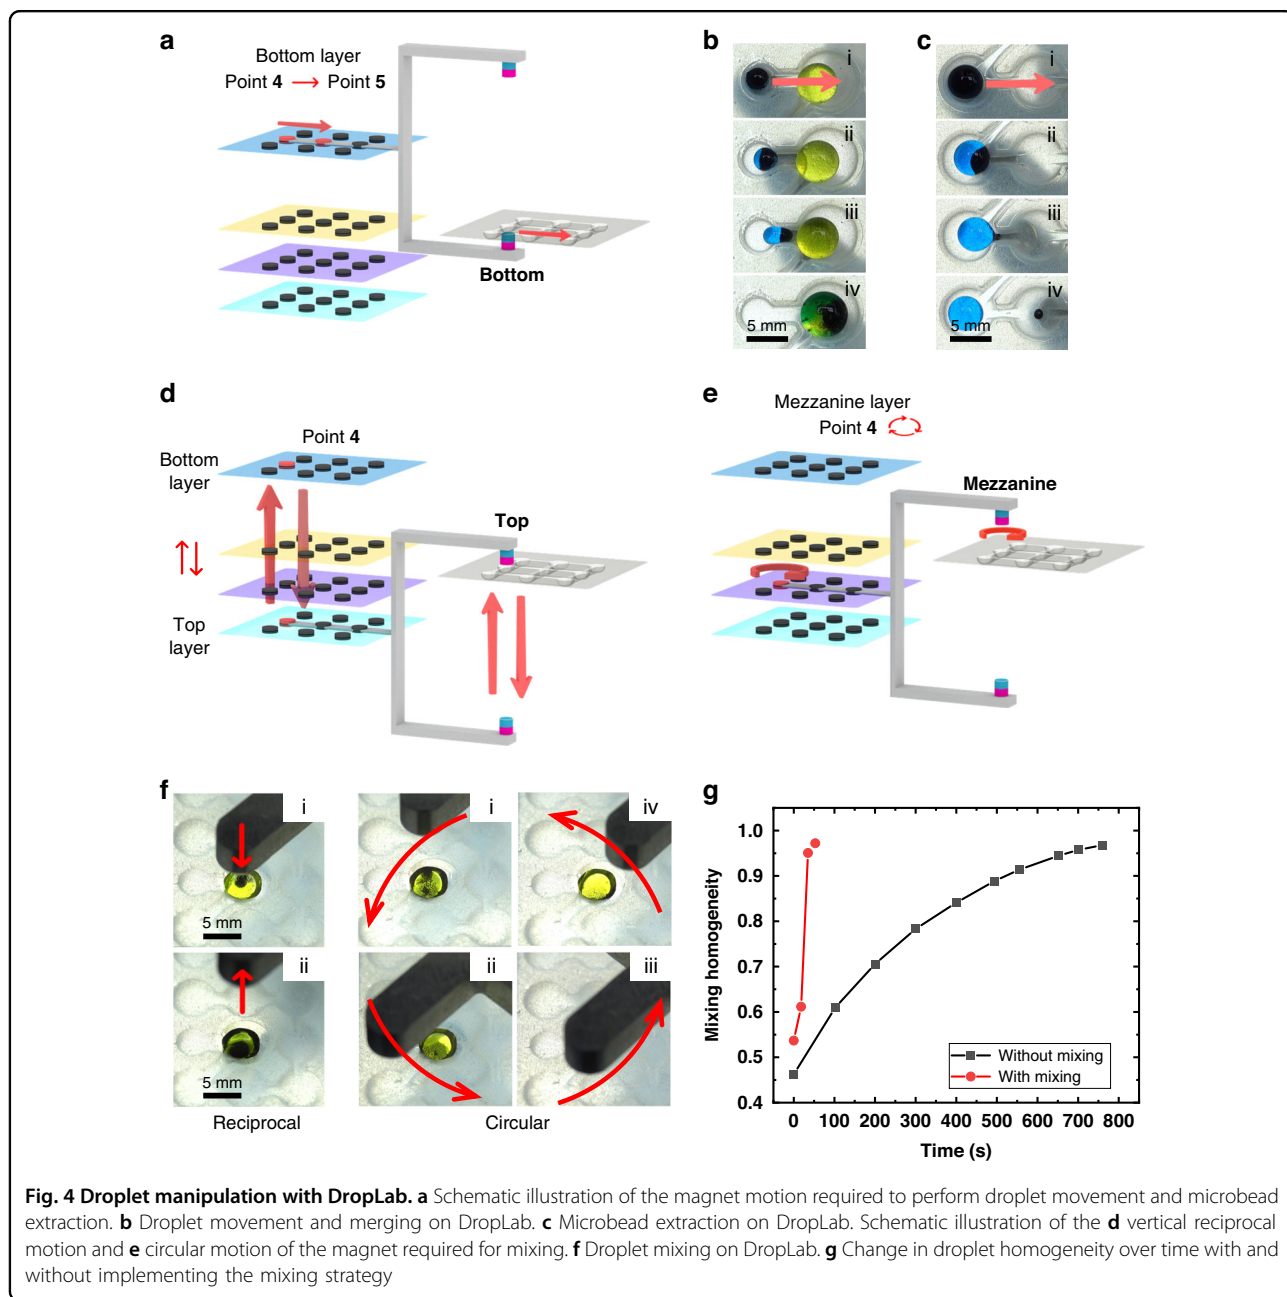 a
Bottom layer
Point 4 → Point 5
Bottom
b
i
ii
iii
iv
5 mm
c
i
ii
iii
iv
5 mm
d
Point 4
Bottom
layer
Top
Top
layer
e
Mezzanine layer
Point 4
Mezzanine
f
i
i
iv
5 mm
ii
ii
iii
5 mm
Reciprocal
Circular
g
Mixing homogeneity
1.0
0.9
0.8
0.7
0.6
0.5
0.4
Without mixing
With mixing
0 100 200 300 400 500 600 700 800
Time (s)
Fig. 4 Droplet manipulation with DropLab. a Schematic illustration of the magnet motion required to perform droplet movement and microbead
extraction. b Droplet movement and merging on DropLab. c Microbead extraction on DropLab. Schematic illustration of the d vertical reciprocal
motion and e circular motion of the magnet required for mixing. f Droplet mixing on DropLab. g Change in droplet homogeneity over time with and
without implementing the mixing strategy